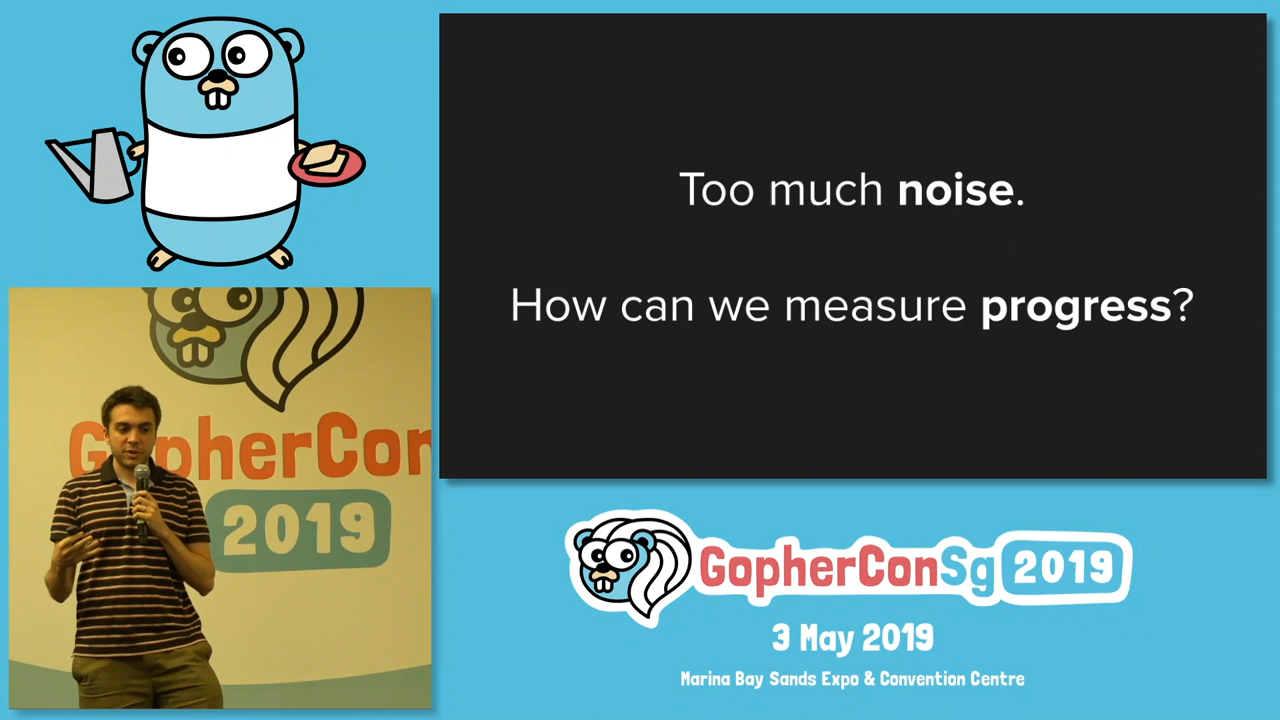 Too much noise.
How can we measure progress?
GopherCon
2019
GopherConSg 2019
3 May 2019
Marina Bay Sands Expo & Convention Centre